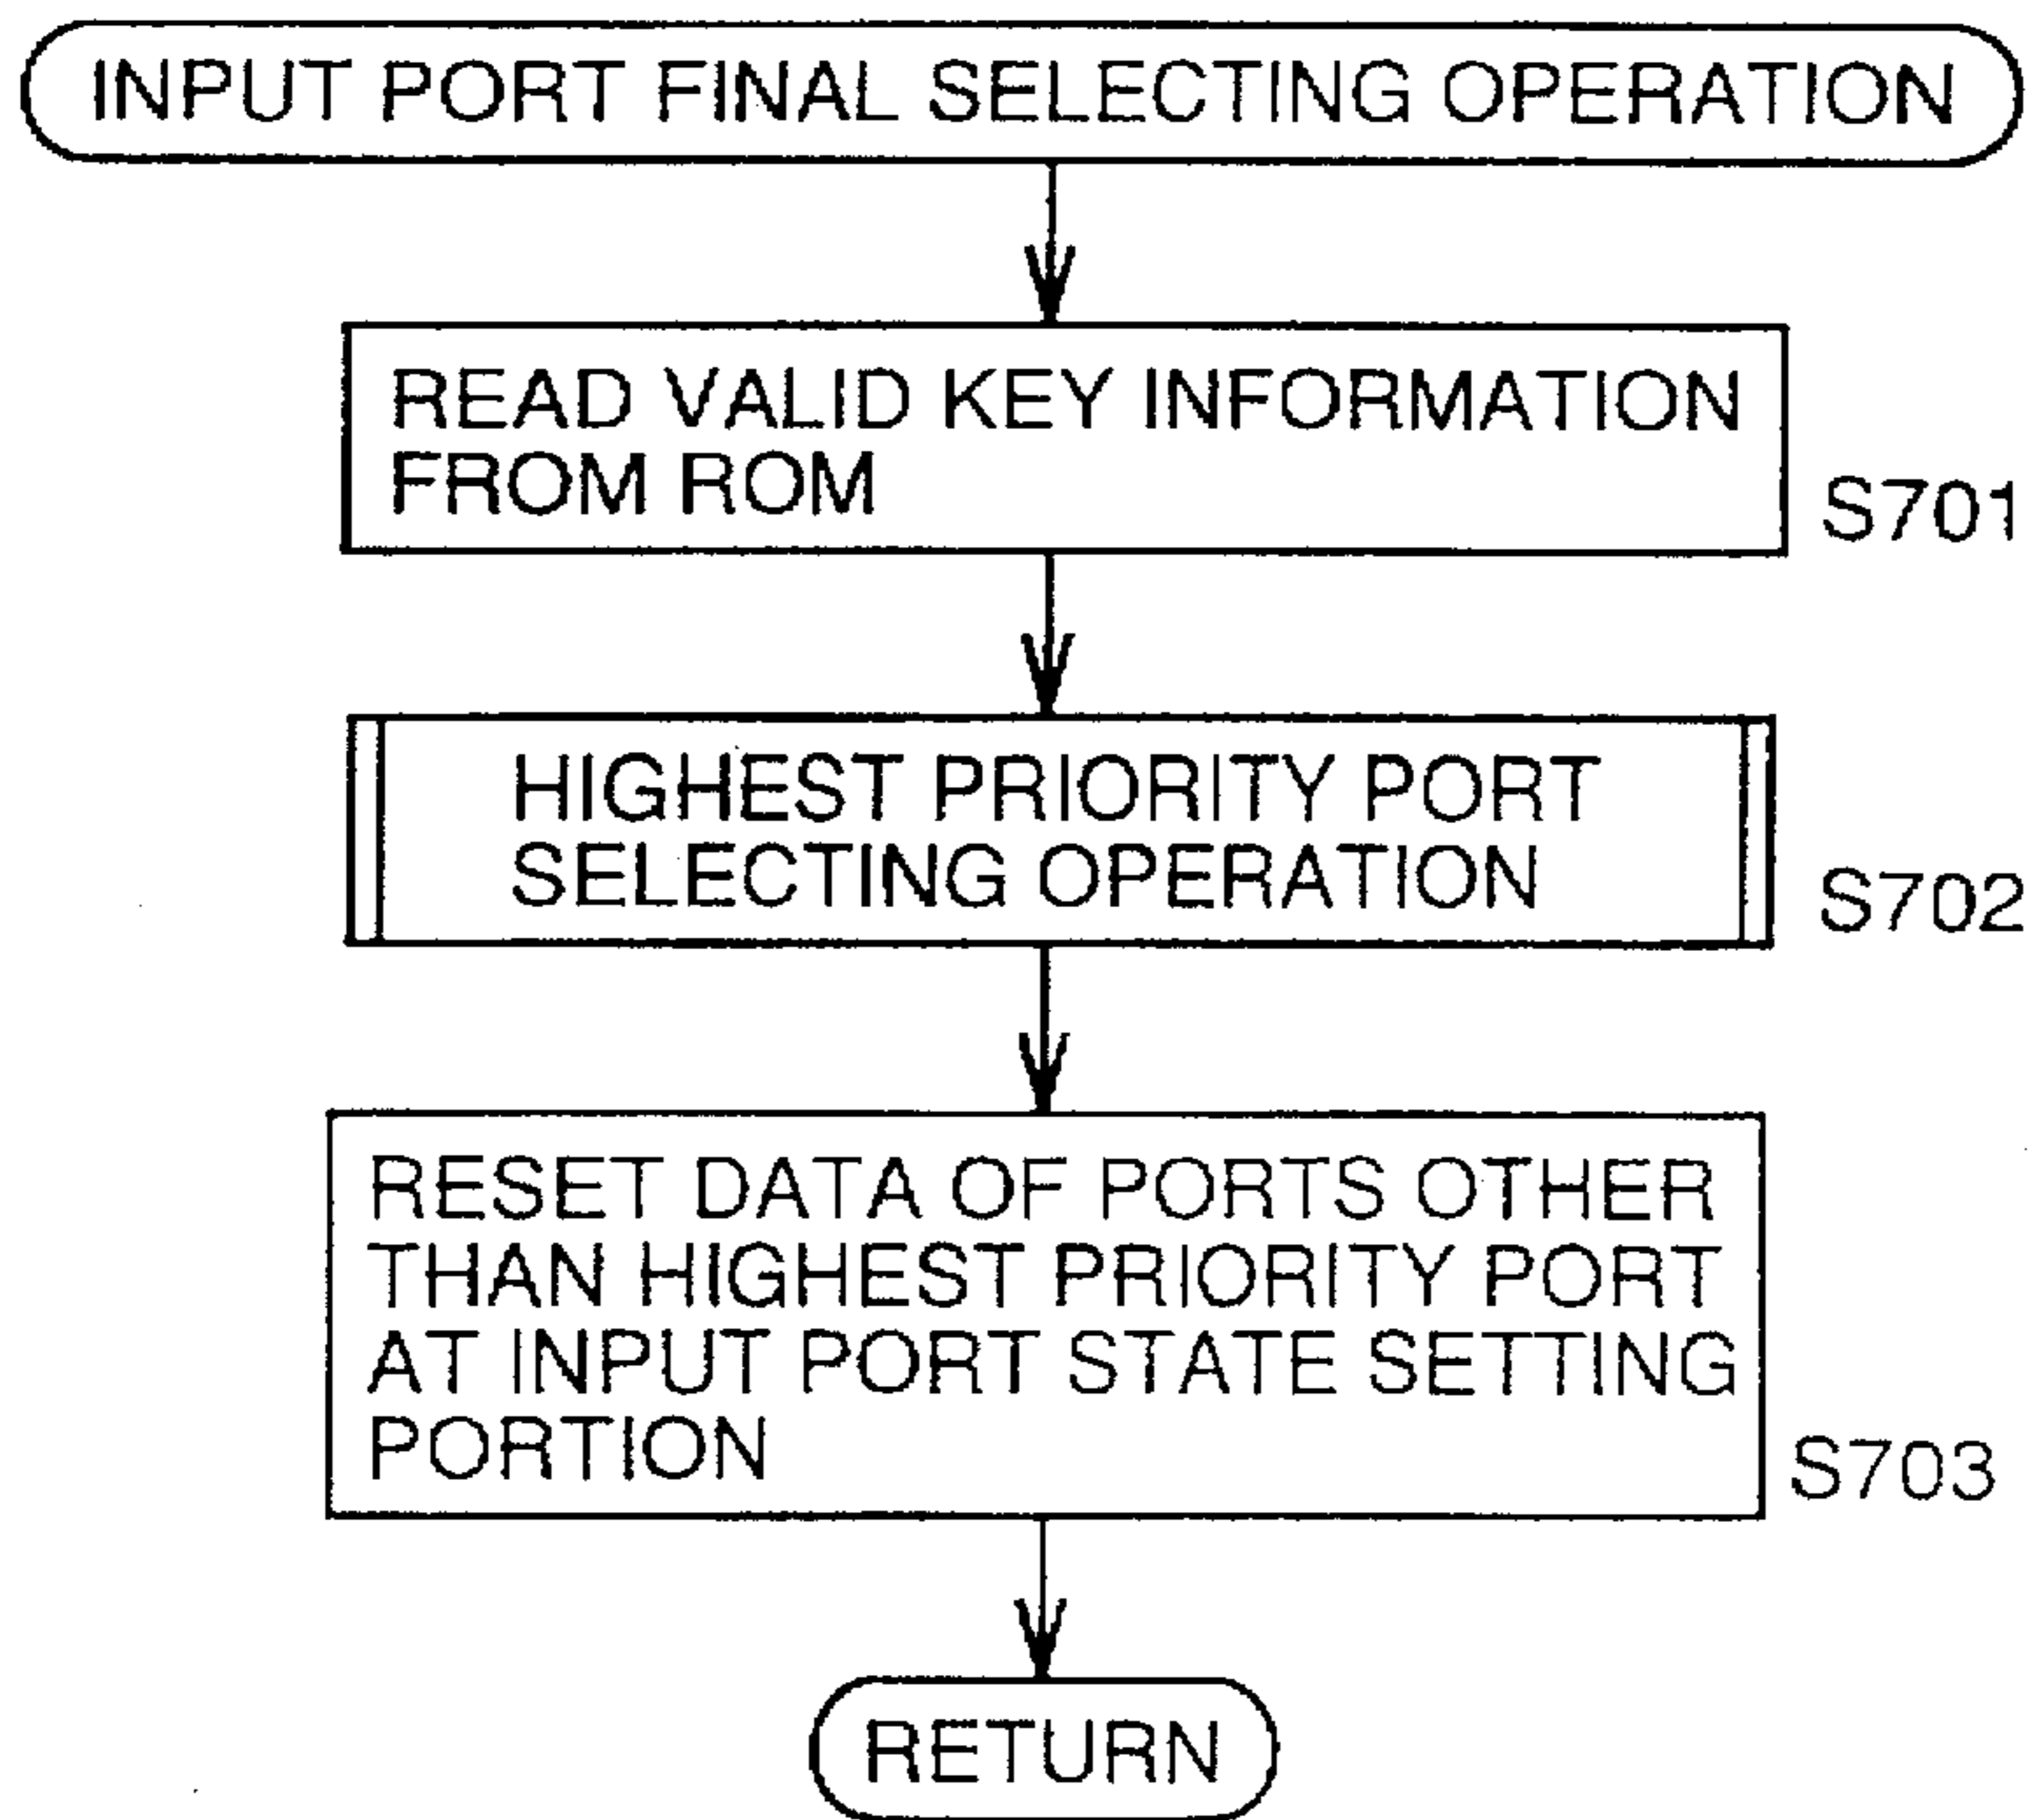 INPUT PORT FINAL SELECTING OPERATION
READ VALID KEY INFORMATION
FROM ROM
S701
HIGHEST PRIORITY PORT
SELECTING OPERATION
S702
RESET DATA OF PORTS OTHER
THAN HIGHEST PRIORITY PORT
AT INPUT PORT STATE SETTING
PORTION
S703
RETURN